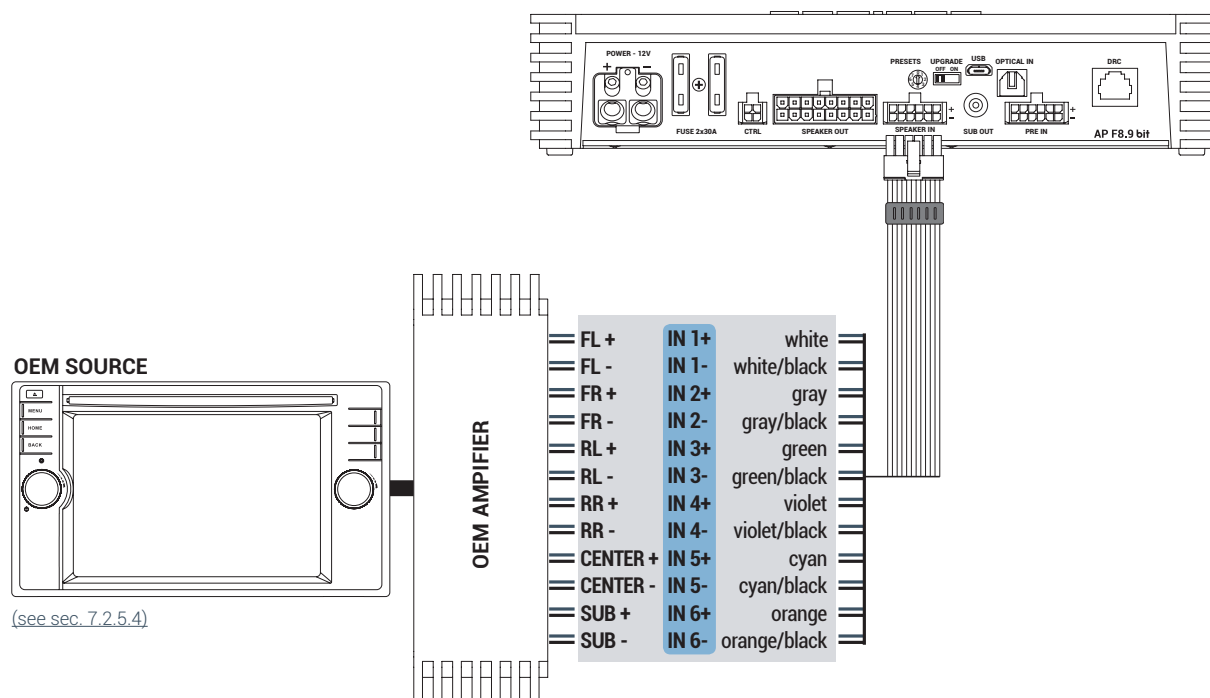 POWER - 12V
+ -
FUSE 2x30A
CTRL
SPEAKER OUT
PRESETS
UPGRADE
OFF ON
USB
OPTICAL IN
DRC
SPEAKER IN
+
-
SUB OUT
PRE IN
+
-
AP F8.9 bit
OEM SOURCE
MENU
HOME
BACK
(see sec. 7.2.5.4)
OEM AMPIFIER
FL + IN 1+ white
FL - IN 1- white/black
FR + IN 2+ gray
FR - IN 2- gray/black
RL + IN 3+ green
RL - IN 3- green/black
RR + IN 4+ violet
RR - IN 4- violet/black
CENTER + IN 5+ cyan
CENTER - IN 5- cyan/black
SUB + IN 6+ orange
SUB - IN 6- orange/black